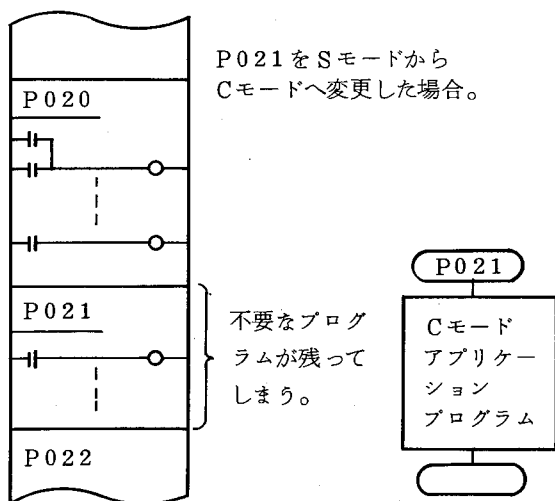 P021をSモードから
Cモードへ変更した場合。
P020
P021
不要なプログ
ラムが残って
しまう。
P022
P021
Cモード
アプリケー
ション
プログラム